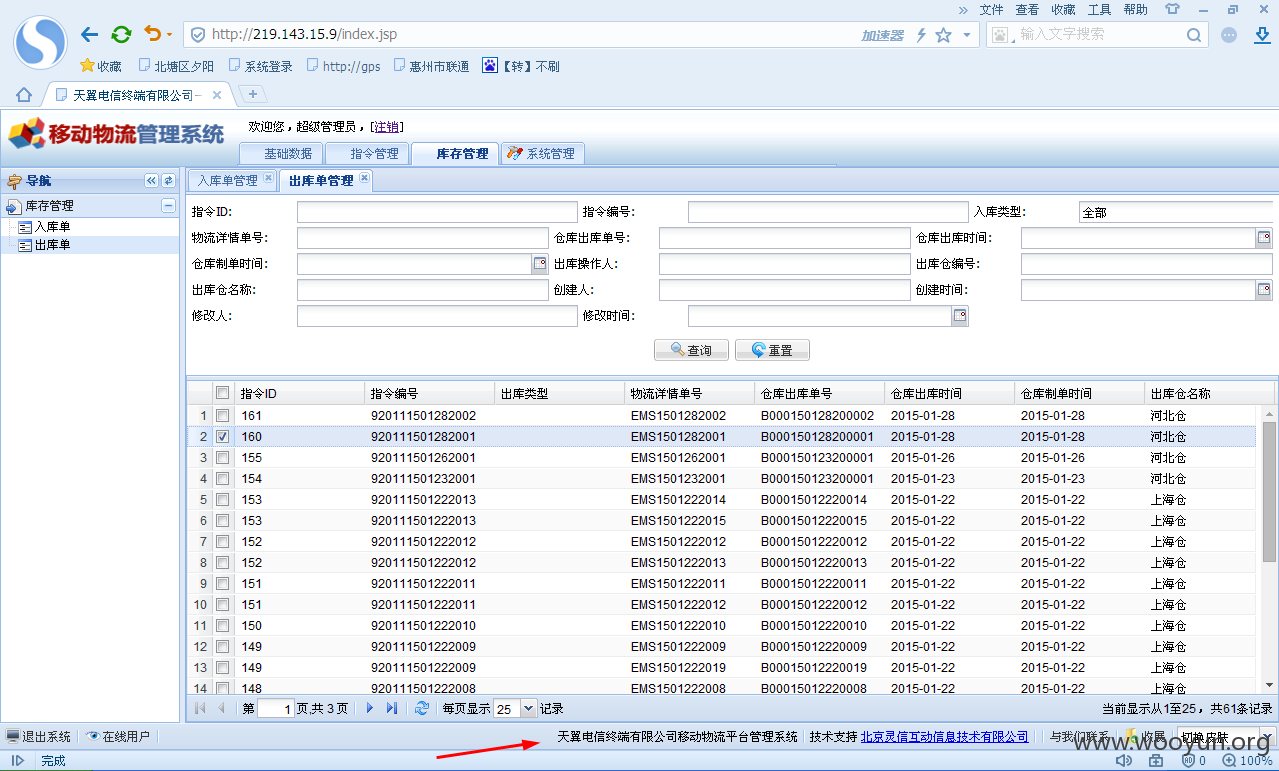 文件 查看 收藏 工具 帮助
http://219.143.15.9/index.jsp
加速器
输入文字搜索
收藏 北塘区夕阳 系统登录 http://gps 惠州市联通 【转】不刷
天翼电信终端有限公司-
移动物流管理系统
欢迎您，超级管理员，[注销]
基础数据 指令管理 库存管理 系统管理
导航
入库单管理 出库单管理
库存管理
入库单
出库单
指令ID: 指令编号: 入库类型: 全部
物流详情单号: 仓库出库单号: 仓库出库时间:
仓库制单时间: 出库操作人: 出库仓编号:
出库仓名称: 创建人: 创建时间:
修改人: 修改时间:
查询 重置
指令ID 指令编号 出库类型 物流详情单号 仓库出库单号 仓库出库时间 仓库制单时间 出库仓名称
1 161 920111501282002 EMS1501282002 B000150128200002 2015-01-28 2015-01-28 河北仓
2 160 920111501282001 EMS1501282001 B000150128200001 2015-01-28 2015-01-28 河北仓
3 155 920111501262001 EMS1501262001 B000150123200001 2015-01-26 2015-01-26 河北仓
4 154 920111501232001 EMS1501232001 B000150123200001 2015-01-23 2015-01-23 河北仓
5 153 920111501222013 EMS1501222014 B00015012220014 2015-01-22 2015-01-22 上海仓
6 153 920111501222013 EMS1501222015 B00015012220015 2015-01-22 2015-01-22 上海仓
7 152 920111501222012 EMS1501222012 B00015012220012 2015-01-22 2015-01-22 上海仓
8 152 920111501222012 EMS1501222013 B00015012220013 2015-01-22 2015-01-22 上海仓
9 151 920111501222011 EMS1501222011 B00015012220011 2015-01-22 2015-01-22 上海仓
10 151 920111501222011 EMS1501222012 B00015012220012 2015-01-22 2015-01-22 上海仓
11 150 920111501222010 EMS1501222010 B00015012220010 2015-01-22 2015-01-22 上海仓
12 149 920111501222009 EMS1501222009 B00015012220009 2015-01-22 2015-01-22 上海仓
13 149 920111501222009 EMS1501222019 B00015012220019 2015-01-22 2015-01-22 上海仓
14 148 920111501222008 EMS1501222008 B00015012220008 2015-01-22 2015-01-22 上海仓
第 1 页,共 3 页 每页显示 25 记录 当前显示从1至25，共61条记录
退出系统 在线用户 天翼电信终端有限公司移动物流平台管理系统 技术支持 北京灵信互动信息技术有限公司 与我们联系 收展 切换皮肤
www.wooyun.org
完成 0 100%